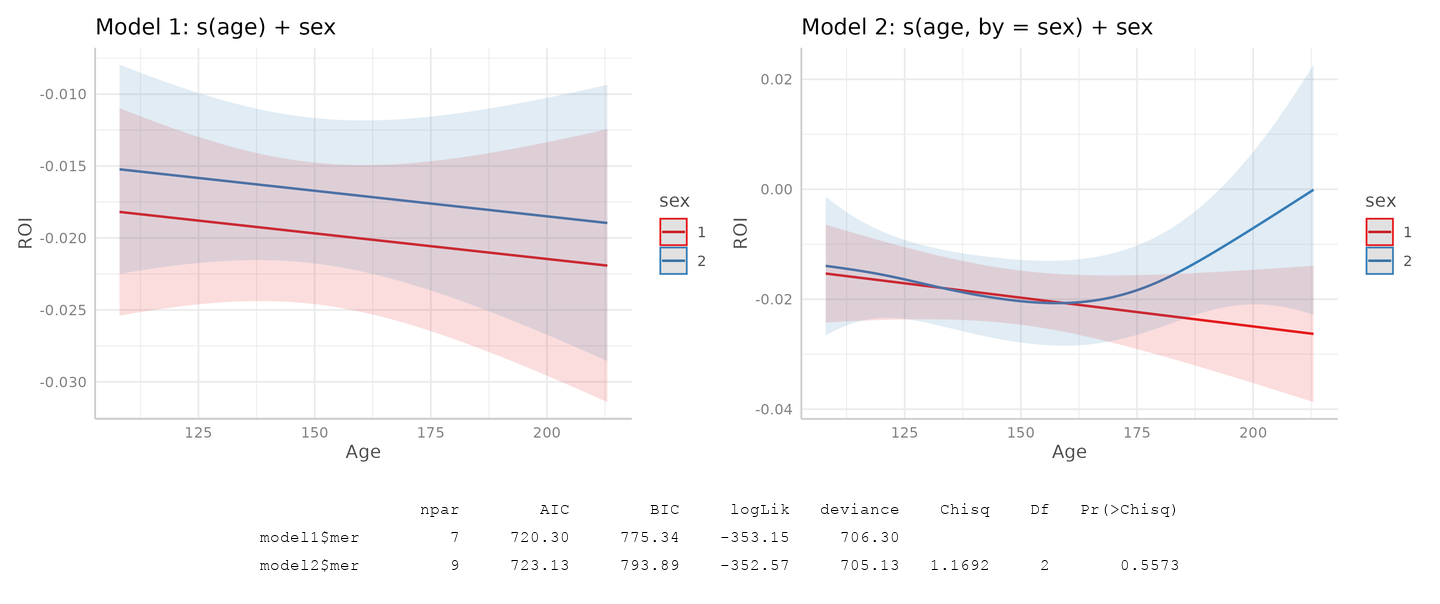 Model 1: s(age) + sex
-0.010
-0.015
-0.020
-0.025
-0.030
ROI
125 150 175 200
Age
sex
1
2
Model 2: s(age, by = sex) + sex
0.02
0.00
-0.02
-0.04
ROI
125 150 175 200
Age
sex
1
2
npar AIC BIC logLik deviance Chisq Df Pr(>Chisq)
model1$mer 7 720.30 775.34 -353.15 706.30
model2$mer 9 723.13 793.89 -352.57 705.13 1.1692 2 0.5573